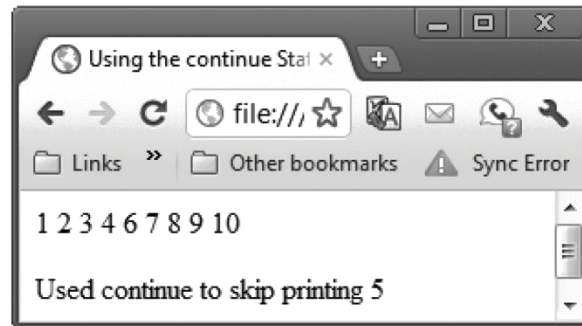 Using the continue Stat
file:///
Links » Other bookmarks Sync Error
1 2 3 4 6 7 8 9 10
Used continue to skip printing 5